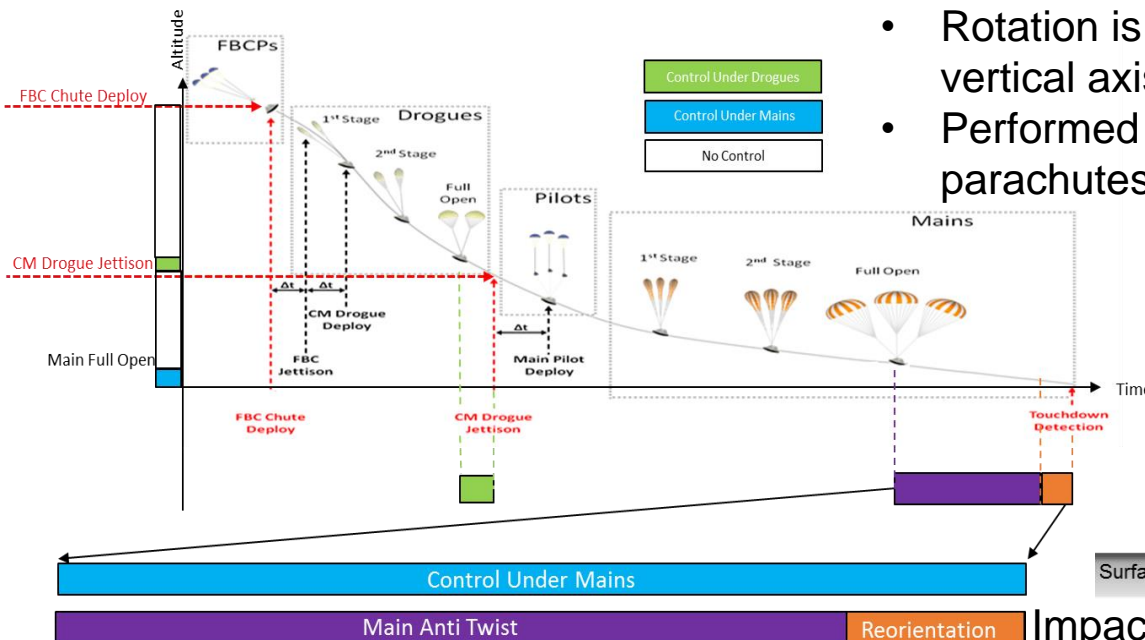 Altitude
FBCPs
FBC Chute Deploy
1st Stage
Drogues
2nd Stage
Full
Open
Control Under Drogues
Control Under Mains
No Control
• Rotation is
vertical axis
• Performed
parachutes
Pilots
Mains
1st Stage
2nd Stage
Full Open
CM Drogue Jettison
Δt
Δt
CM Drogue
Deploy
Δt
Main Full Open
FBC
Jettison
Main Pilot
Deploy
Time
FBC Chute
Deploy
CM Drogue
Jettison
Touchdown
Detection
Control Under Mains
Main Anti Twist
Reorientation
Surfa
Impac